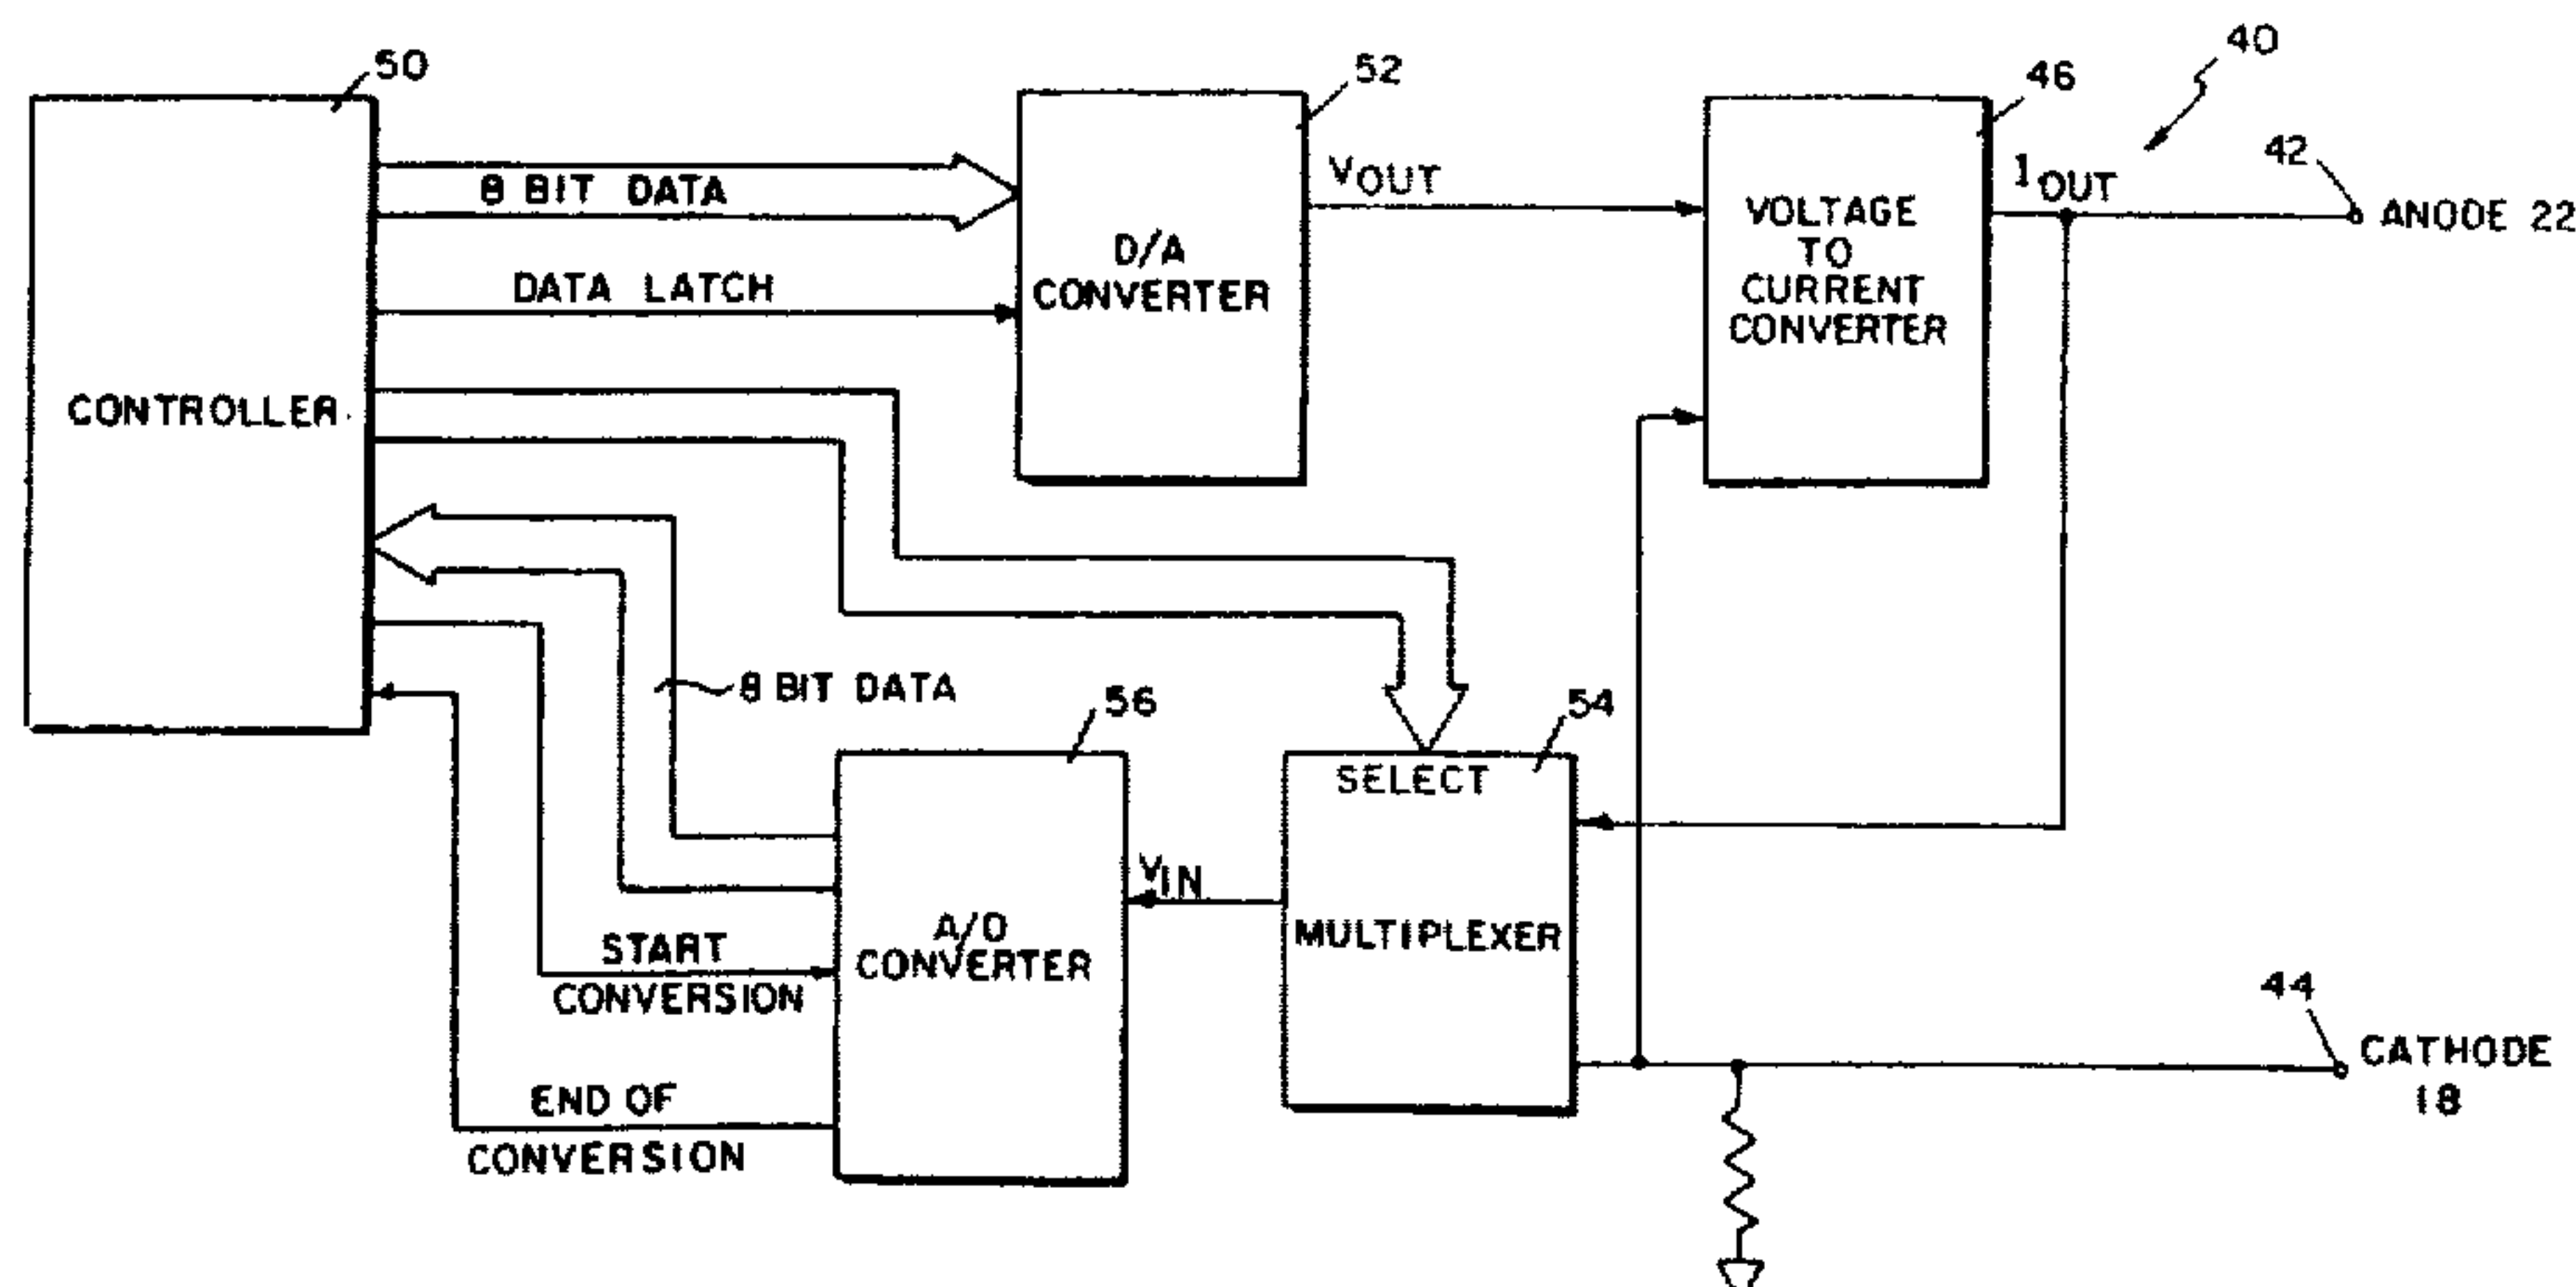 50
52
46
40
42
8 BIT DATA
VOUT
IOUT
ANODE 22
VOLTAGE
TO
CURRENT
CONVERTER
D/A
CONVERTER
DATA LATCH
CONTROLLER
8 BIT DATA
56
54
SELECT
VIN
A/D
CONVERTER
MULTIPLEXER
START
CONVERSION
44
CATHODE
18
END OF
CONVERSION